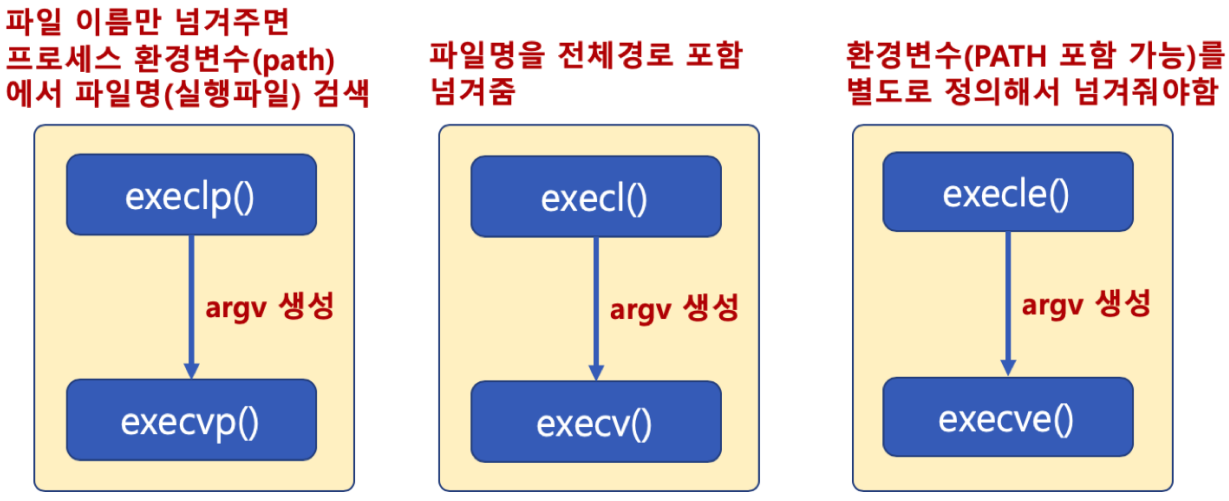 파일 이름만 넘겨주면
프로세스 환경변수(path)
에서 파일명(실행파일) 검색
execlp()
argv 생성
execvp()
파일명을 전체경로 포함
넘겨줌
execl()
argv 생성
execv()
환경변수(PATH 포함 가능)를
별도로 정의해서 넘겨줘야함
execle()
argv 생성
execve()